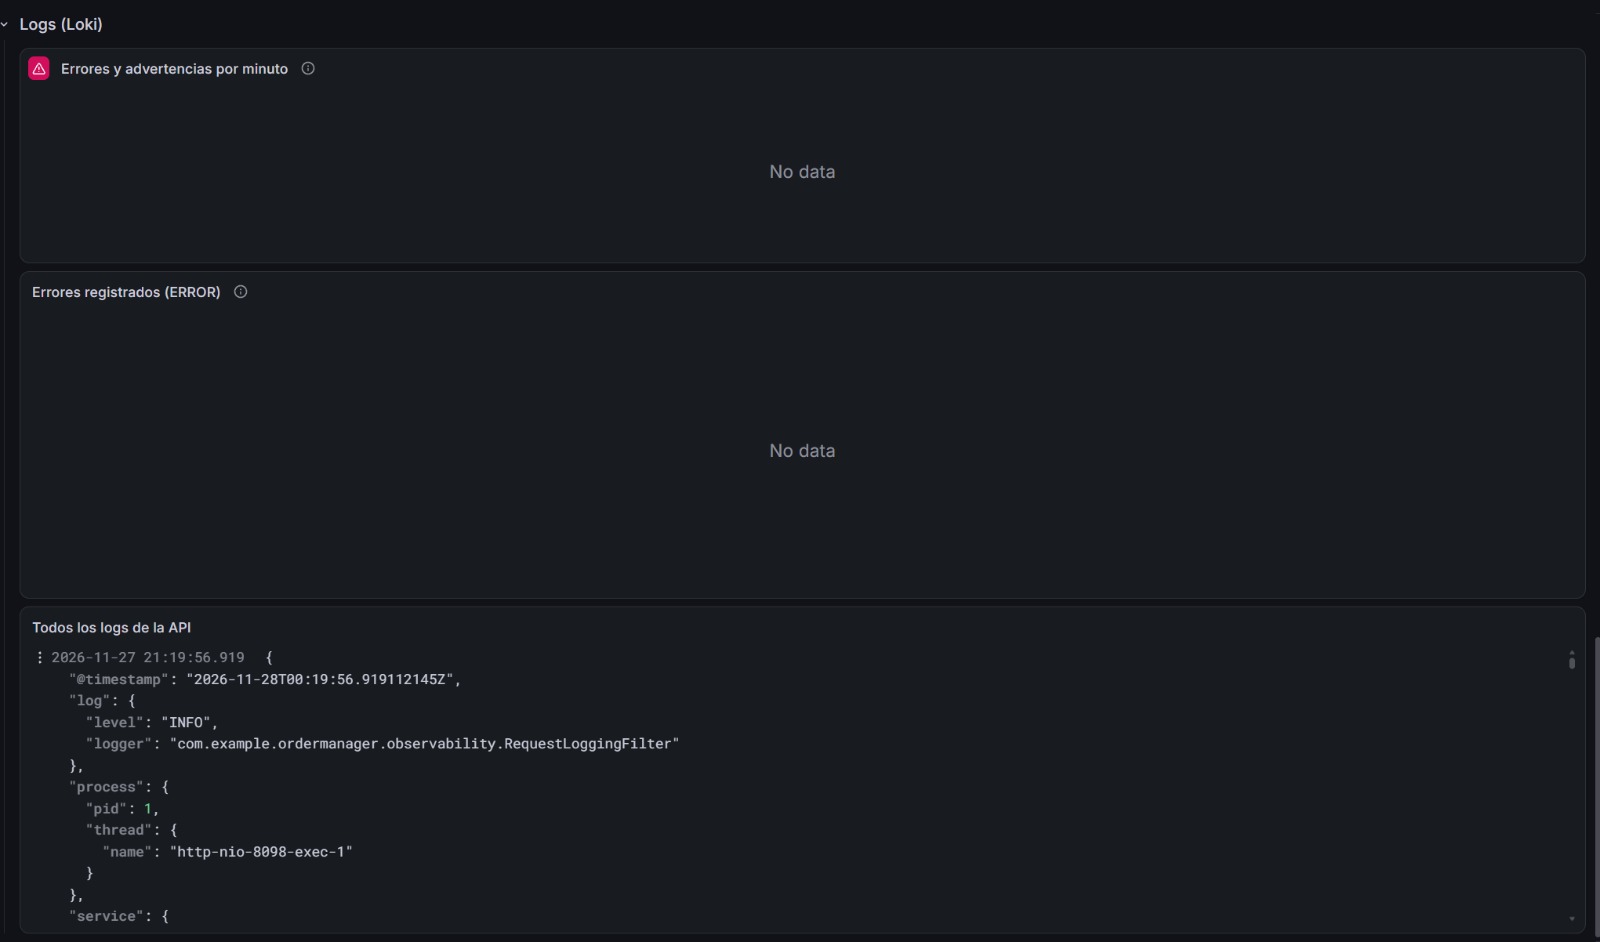 Logs (Loki)
Errores y advertencias por minuto
No data
Errores registrados (ERROR)
No data
Todos los logs de la API
2026-11-27 21:19:56.919 {
"@timestamp": "2026-11-28T00:19:56.919112145Z",
"log": {
"level": "INFO",
"logger": "com.example.ordermanager.observability.RequestLoggingFilter"
},
"process": {
"pid": 1,
"thread": {
"name": "http-nio-8098-exec-1"
}
},
"service": {